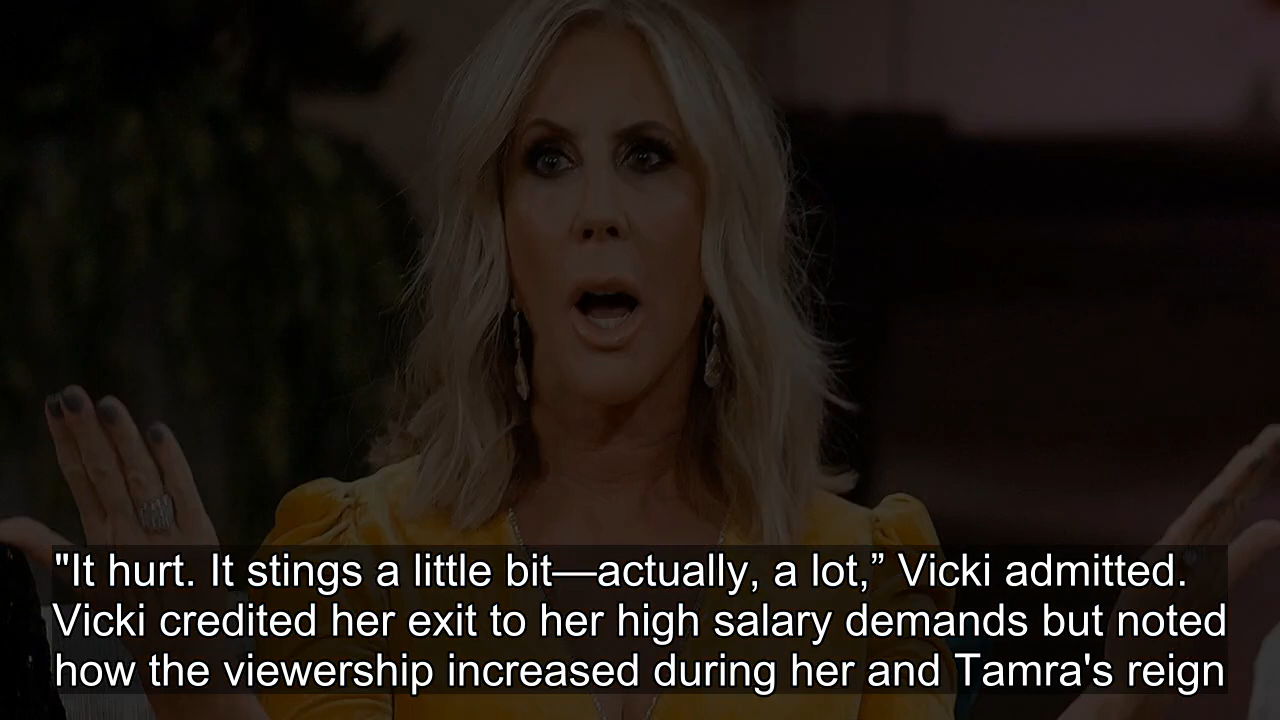 "It hurt. It stings a little bit—actually, a lot,” Vicki admitted.
Vicki credited her exit to her high salary demands but noted
how the viewership increased during her and Tamra's reign